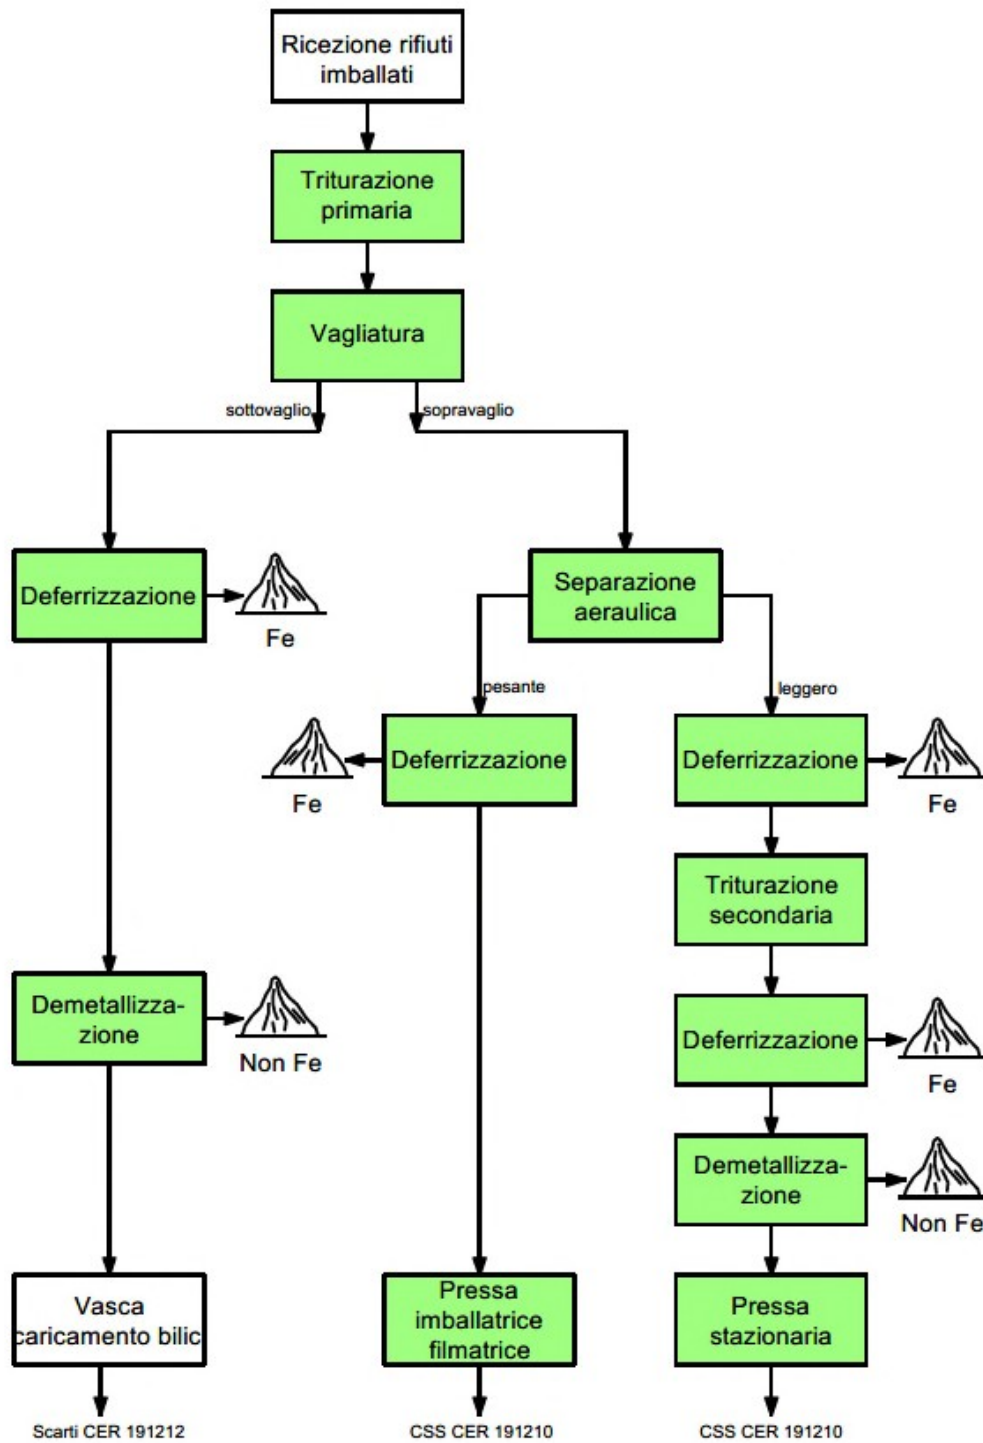 Ricezione rifiuti
imballati
Triturazione
primaria
Vagliatura
sottovaglio
sopravaglio
Deferrizzazione
Fe
Separazione
aeraulica
pesante
leggero
Fe
Deferrizzazione
Deferrizzazione
Fe
Triturazione
secondaria
Demetallizza-
zione
Non Fe
Deferrizzazione
Fe
Demetallizza-
zione
Non Fe
Vasca
caricamento bilic
Pressa
imballatrice
filmatrice
Pressa
stazionaria
Scarti CER 191212
CSS CER 191210
CSS CER 191210